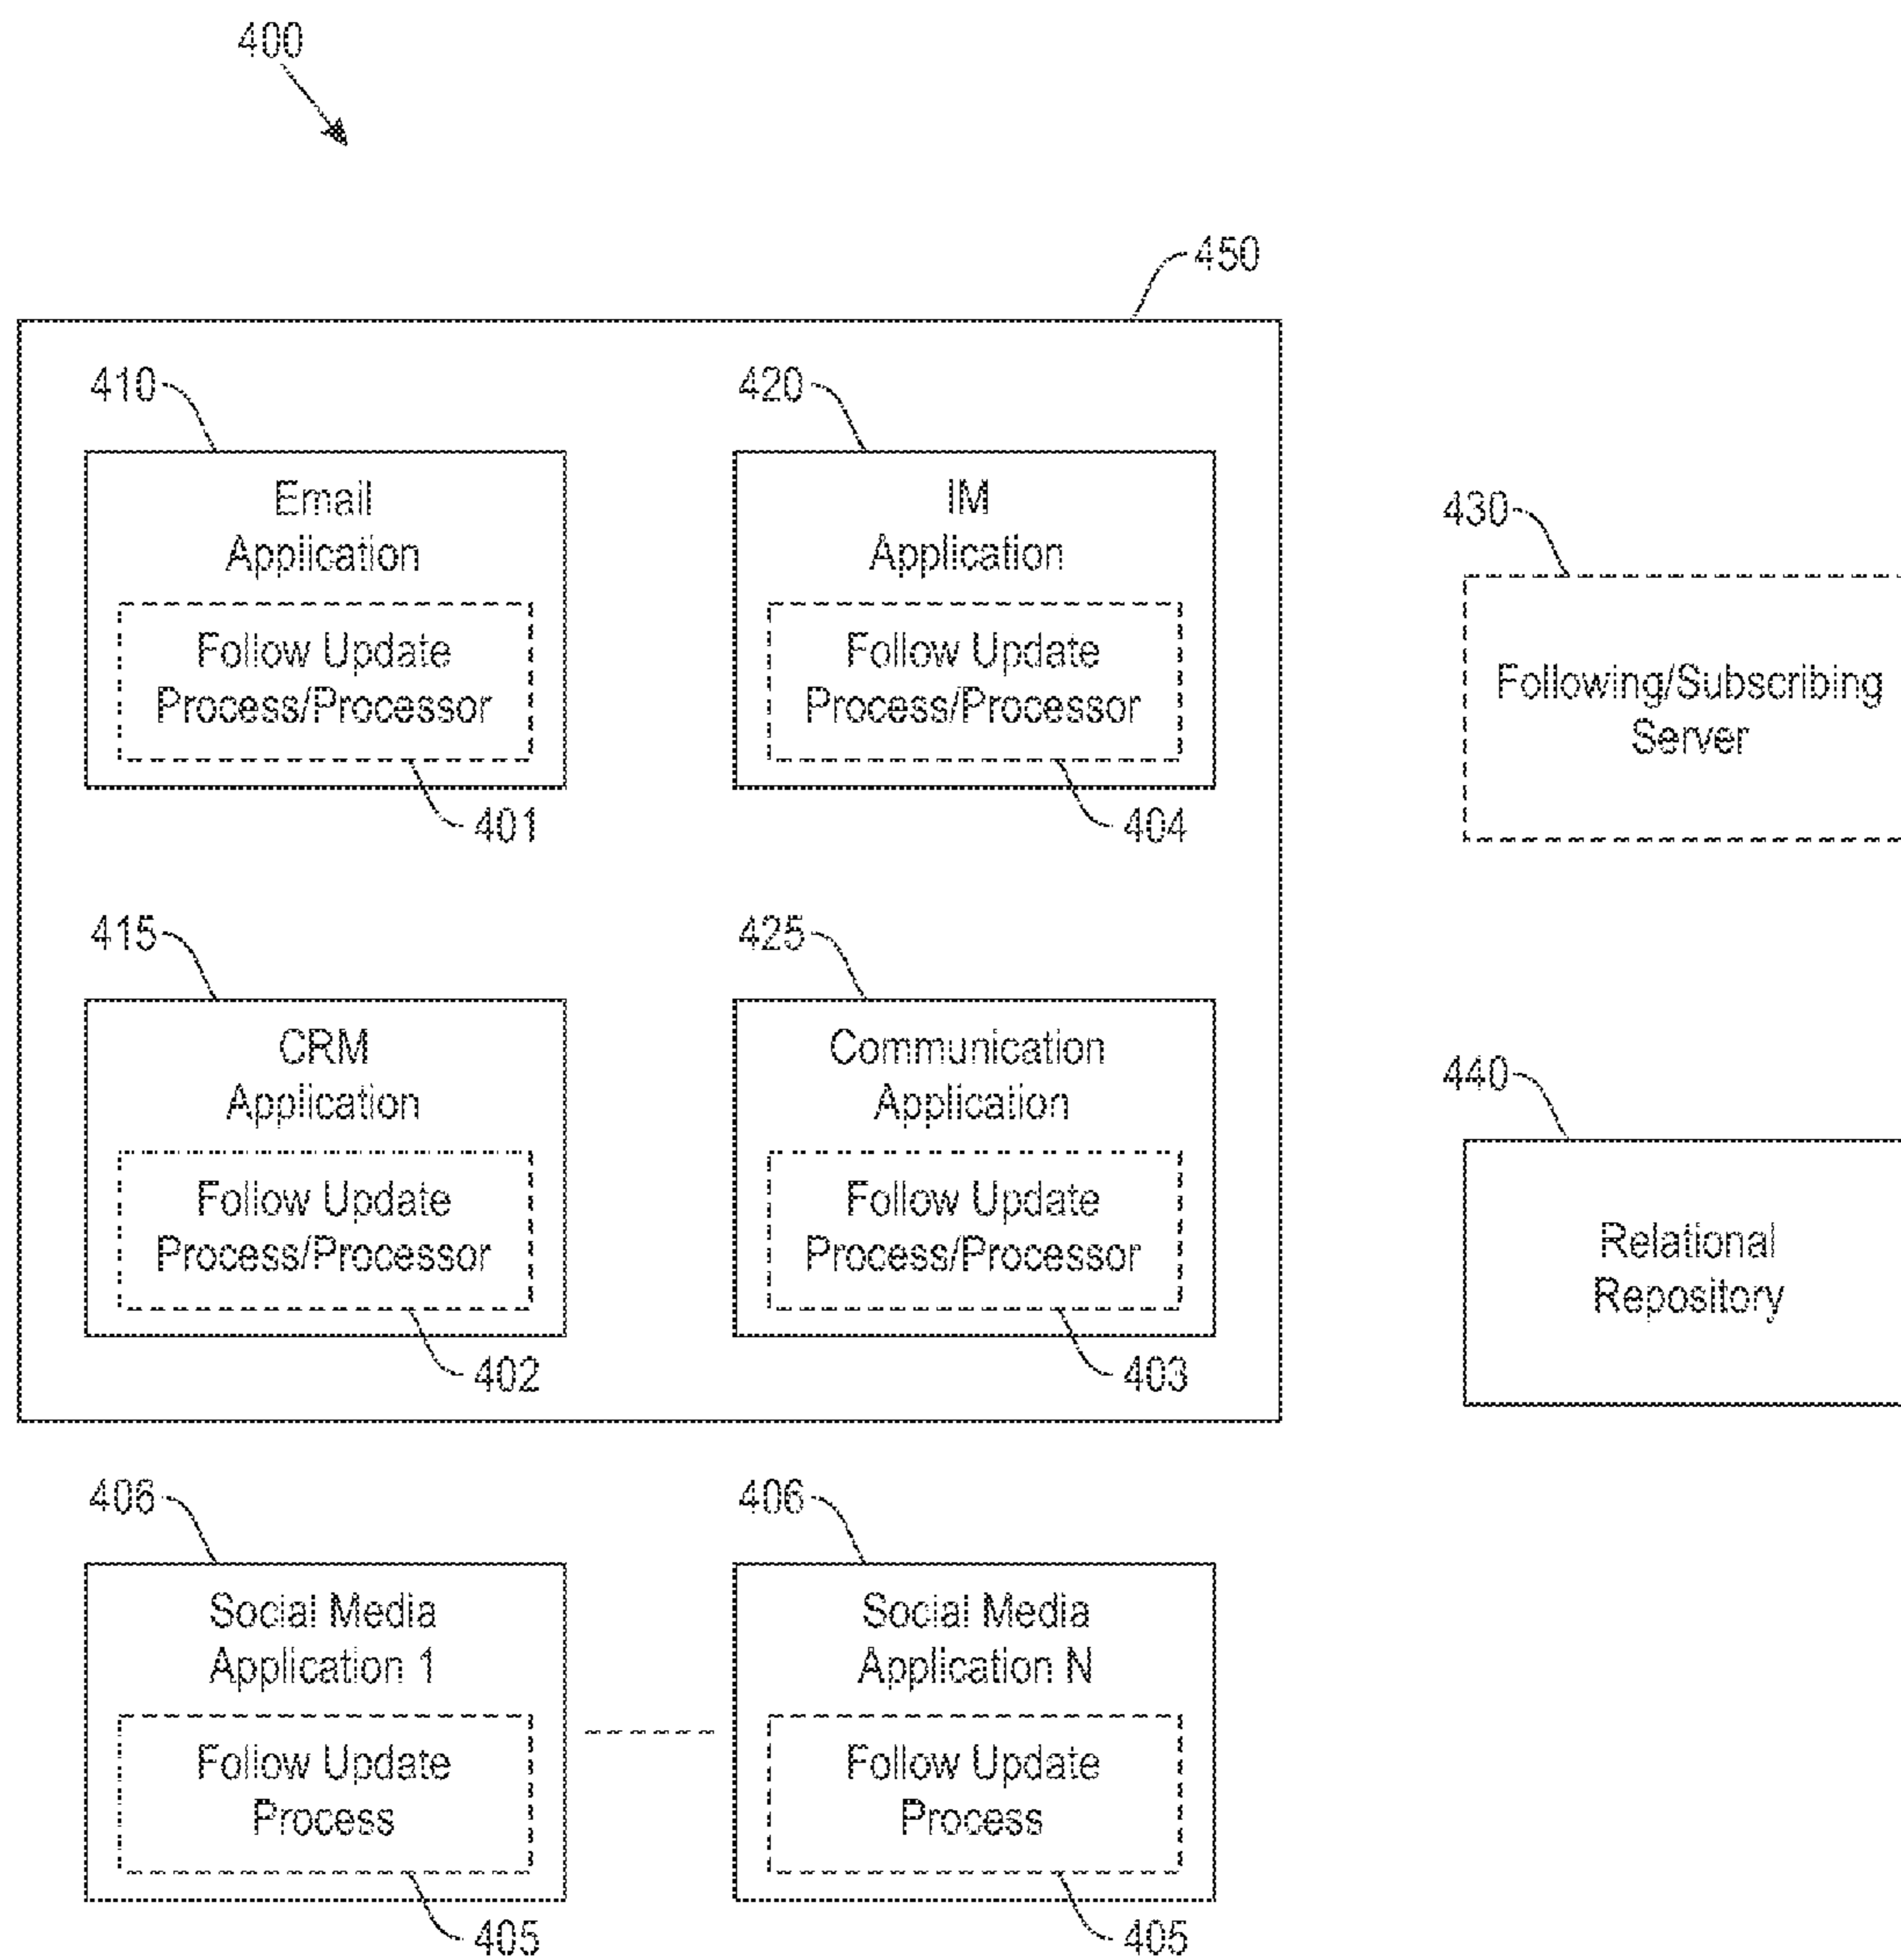 400
450
410
420
Email
Application
Follow Update
Process/Processor
401
IM
Application
Follow Update
Process/Processor
404
430
Following/Subscribing
Server
415
425
CRM
Application
Follow Update
Process/Processor
402
Communication
Application
Follow Update
Process/Processor
403
440
Relational
Repository
406
406
Social Media
Application 1
Follow Update
Process
405
Social Media
Application N
Follow Update
Process
405